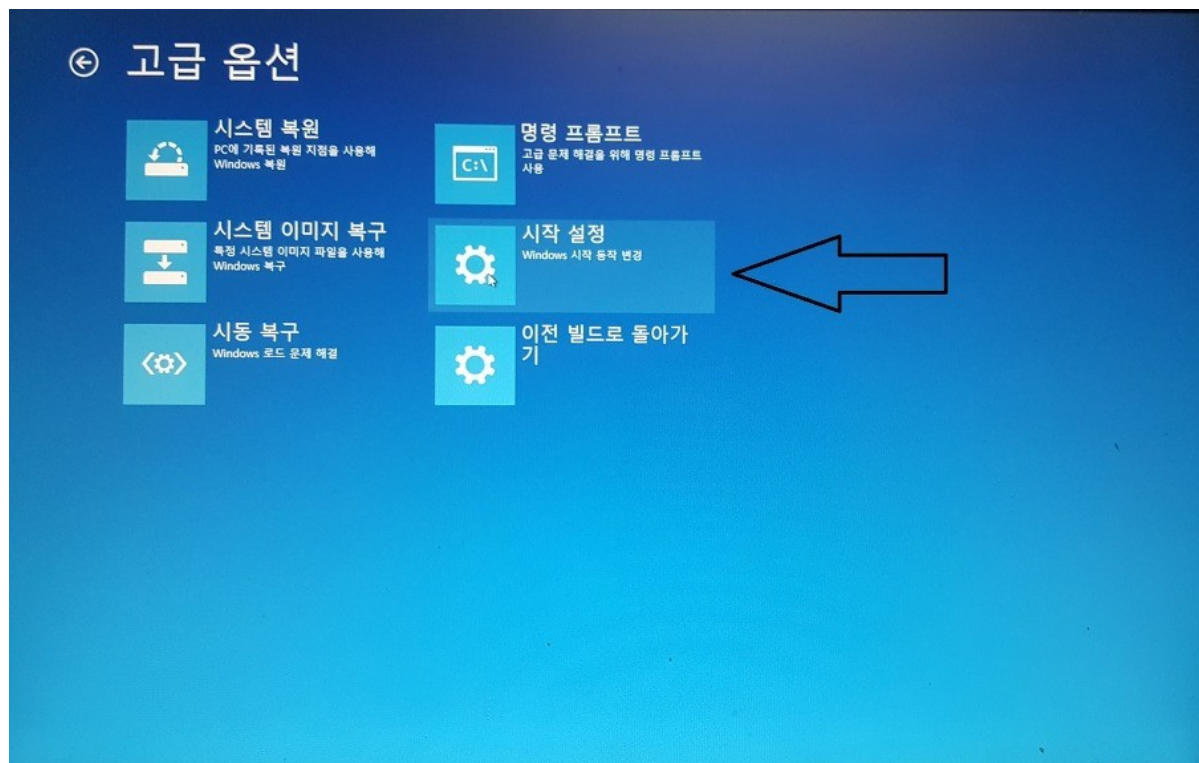 고급 옵션
시스템 복원
PC에 기록된 복원 지점을 사용해
Windows 복원
명령 프롬프트
고급 문제 해결을 위해 명령 프롬프트
사용
C:\
시스템 이미지 복구
특정 시스템 이미지 파일을 사용해
Windows 복구
시작 설정
Windows 시작 동작 변경
시동 복구
Windows 로드 문제 해결
이전 빌드로 돌아가
기